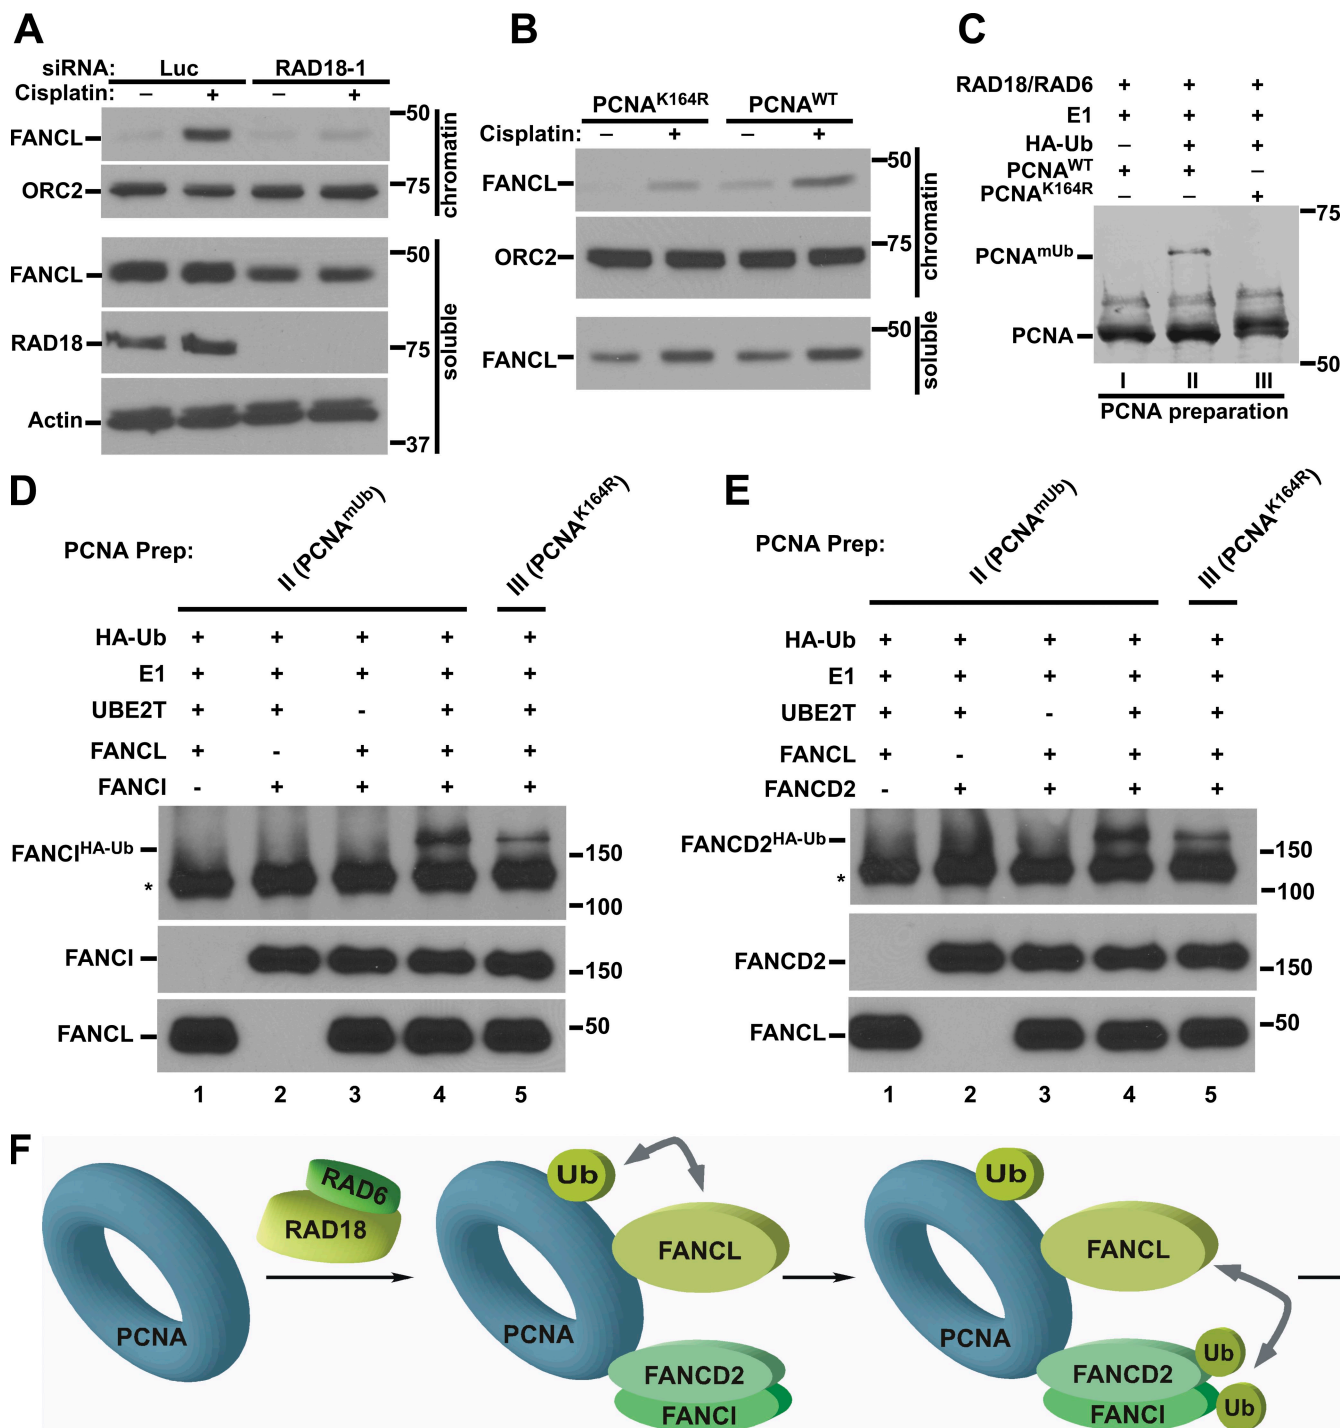 A
siRNA: Luc RAD18-1
Cisplatin: – + – +
FANCL 50
ORC2 75
chromatin
FANCL 50
RAD18 75
Actin 37
soluble
B
PCNAK164R PCNAWT
Cisplatin: – + – +
FANCL 50
ORC2 75
chromatin
FANCL 50
soluble
C
RAD18/RAD6 + + +
E1 + + +
HA-Ub – + +
PCNAWT + + –
PCNAK164R – – +
75
PCNAmUb
PCNA
50
I II III
PCNA preparation
D
PCNA Prep: II (PCNAmUb) III (PCNAK164R)
HA-Ub + + + + +
E1 + + + + +
UBE2T + + - + +
FANCL + - + + +
FANCI - + + + +
FANCIHA-Ub 150
* 100
FANCI 150
FANCL 50
1 2 3 4 5
E
PCNA Prep: II (PCNAmUb) III (PCNAK164R)
HA-Ub + + + + +
E1 + + + + +
UBE2T + + - + +
FANCL + - + + +
FANCD2 - + + + +
FANCD2HA-Ub 150
* 100
FANCD2 150
FANCL 50
1 2 3 4 5
F
PCNA
RAD6
RAD18
Ub
FANCL
PCNA
FANCD2
FANCI
Ub
FANCL
PCNA
FANCD2 Ub
FANCI Ub